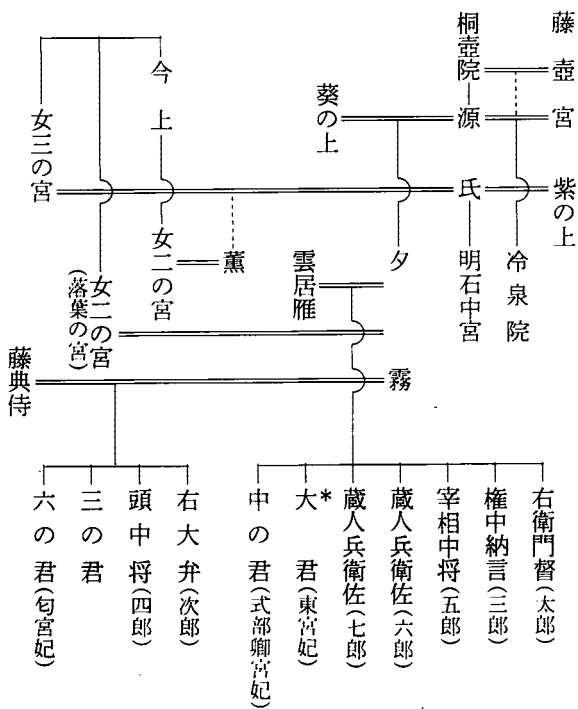 藤壺宮
桐壺院
源氏
紫の上
冷泉院
明石中宮
葵の上
夕霧
今上
女三の宮
女二の宮
薫
雲居雁
女二の宮
(落葉の宮)
藤典侍
右衛門督(太郎)
権中納言(三郎)
宰相中将(五郎)
蔵人兵衛佐(六郎)
蔵人兵衛佐(七郎)
*大君(東宮妃)
中の君(式部卿宮妃)
右大弁(次郎)
頭中将(四郎)
三の君
六の君(匂宮妃)